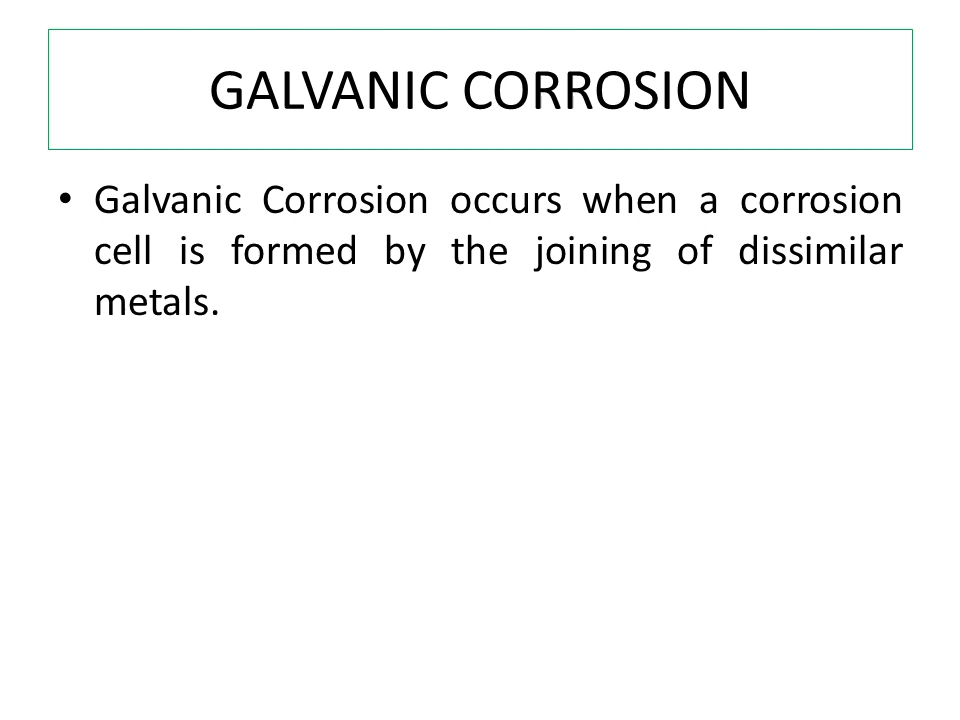 GALVANIC CORROSION
• Galvanic Corrosion occurs when a corrosion
cell is formed by the joining of dissimilar
metals.